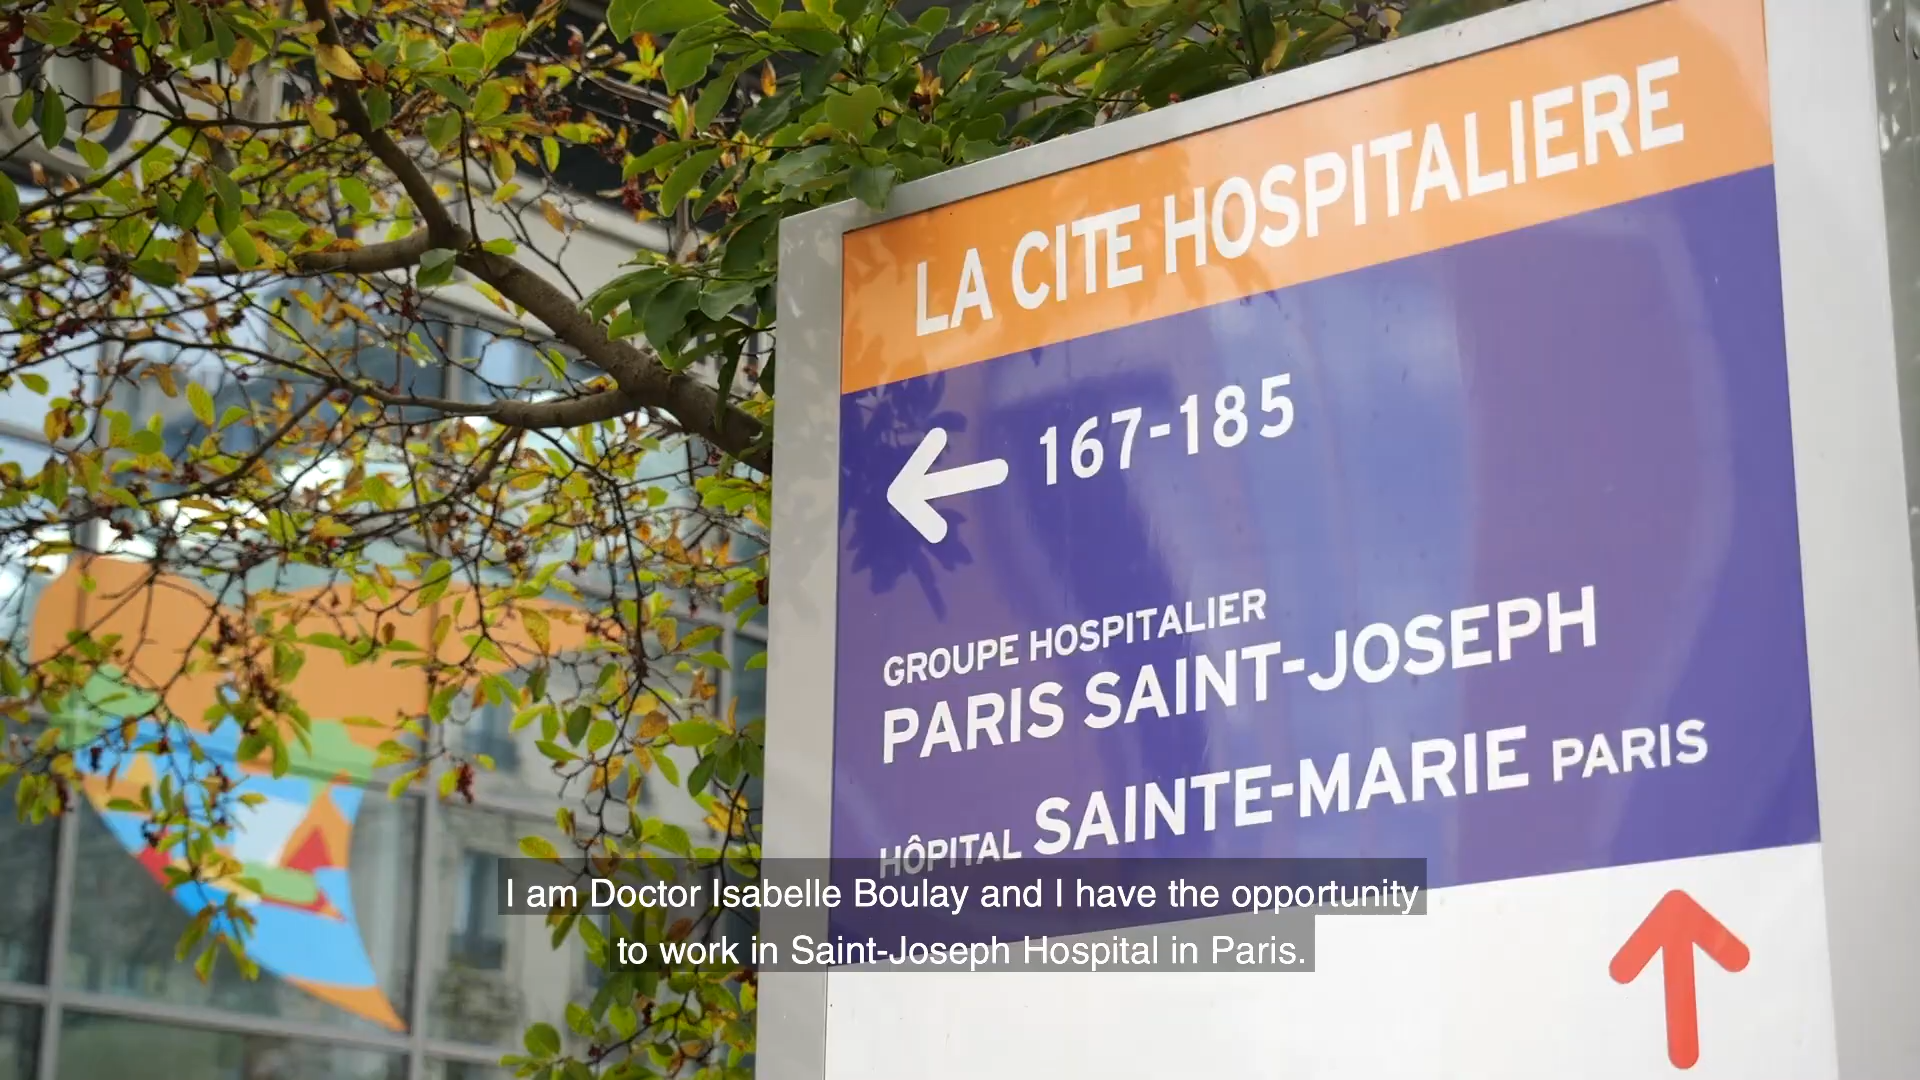 LA CITE HOSPITALIERE
167-185
GROUPE HOSPITALIER
PARIS SAINT-JOSEPH
HÔPITAL SAINTE-MARIE PARIS
I am Doctor Isabelle Boulay and I have the opportunity
to work in Saint-Joseph Hospital in Paris.